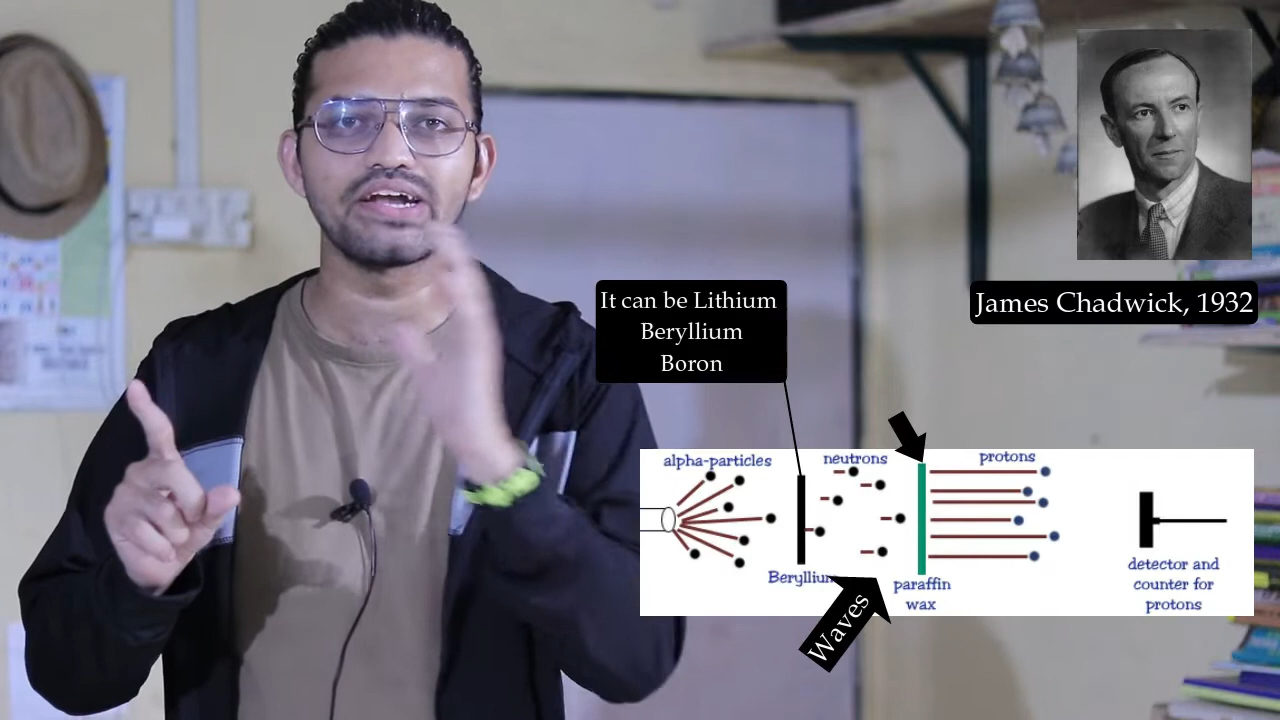 It can be Lithium
Beryllium
Boron
James Chadwick, 1932
alpha-particles
neutrons
protons
paraffin
wax
detector and
counter for
protons
Waves